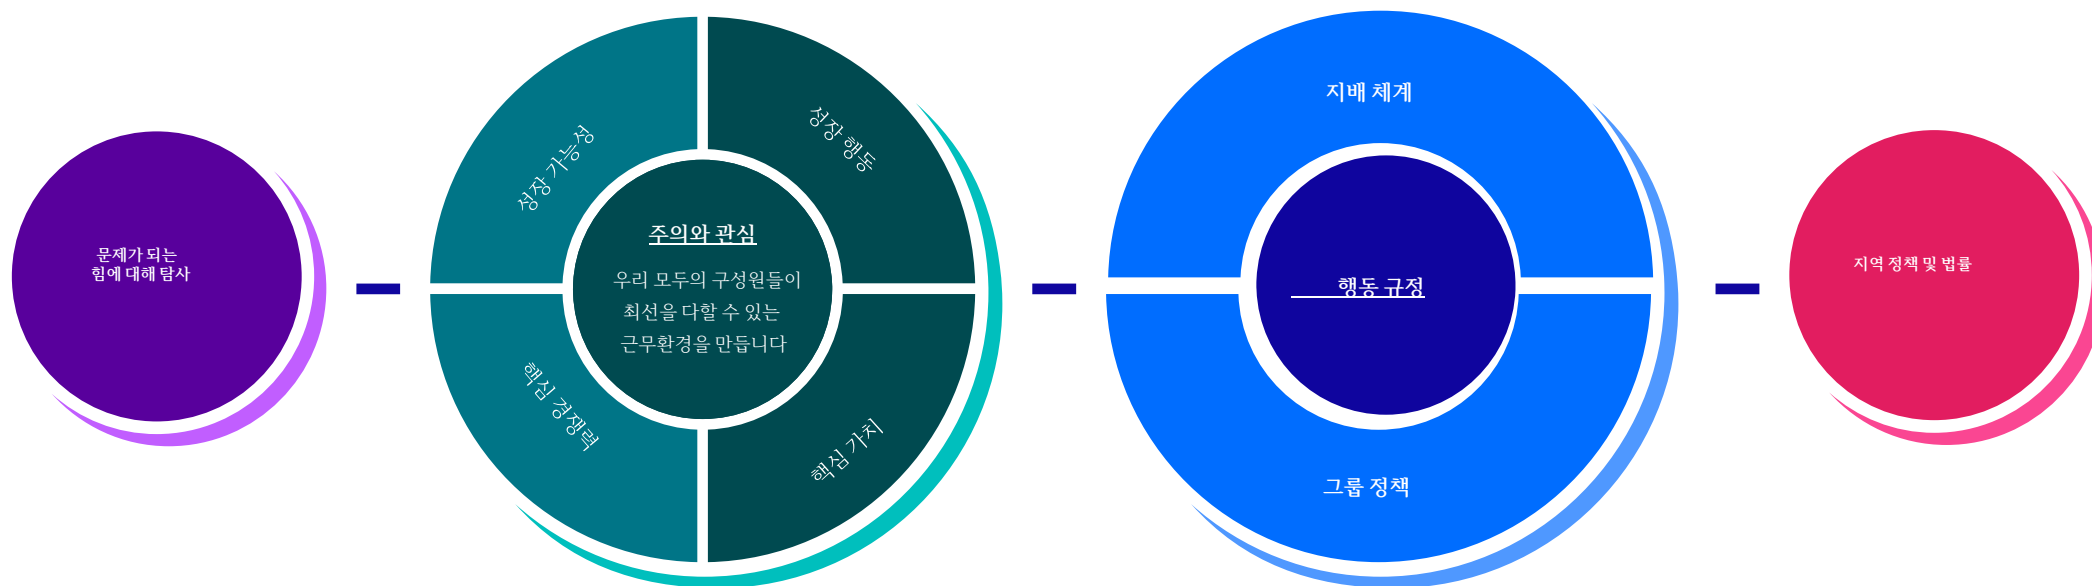 문제가 되는
힘에 대해 탐사
성장 가능성
성장 행동
주의와 관심
우리 모두의 구성원들이
최선을 다할 수 있는
근무환경을 만듭니다
핵심 경쟁력
핵심 가치
지배 체계
행동 규정
그룹 정책
지역 정책 및 법률